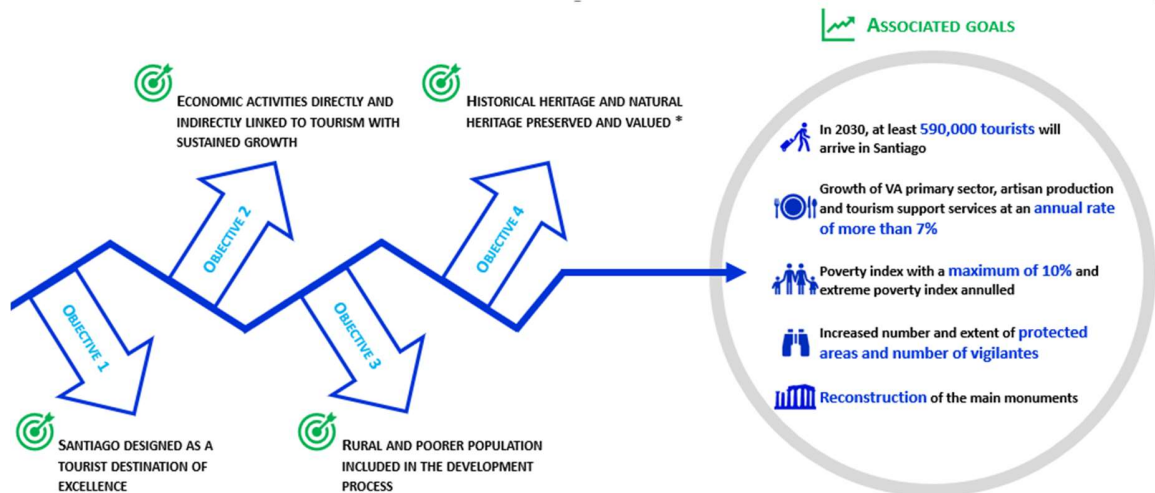 ASSOCIATED GOALS
ECONOMIC ACTIVITIES DIRECTLY AND
INDIRECTLY LINKED TO TOURISM WITH
SUSTAINED GROWTH
HISTORICAL HERITAGE AND NATURAL
HERITAGE PRESERVED AND VALUED *
OBJECTIVE 1
OBJECTIVE 2
OBJECTIVE 3
OBJECTIVE 4
SANTIAGO DESIGNED AS A
TOURIST DESTINATION OF
EXCELLENCE
RURAL AND POORER POPULATION
INCLUDED IN THE DEVELOPMENT
PROCESS
In 2030, at least 590,000 tourists will
arrive in Santiago
Growth of VA primary sector, artisan production
and tourism support services at an annual rate
of more than 7%
Poverty index with a maximum of 10% and
extreme poverty index annulled
Increased number and extent of protected
areas and number of vigilantes
Reconstruction of the main monuments